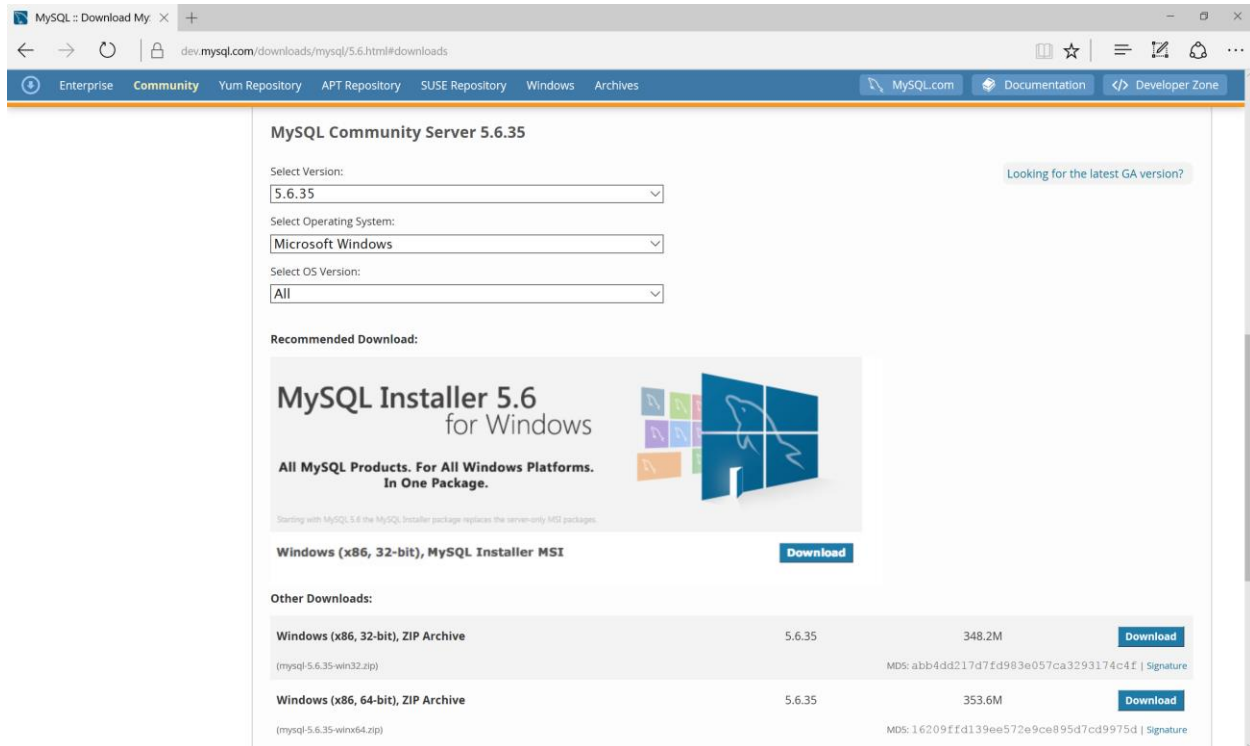 MySQL :: Download My
dev.mysql.com/downloads/mysql/5.6.html#downloads
Enterprise Community Yum Repository APT Repository SUSE Repository Windows Archives MySQL.com Documentation </> Developer Zone
MySQL Community Server 5.6.35
Select Version:
Looking for the latest GA version?
5.6.35
Select Operating System:
Microsoft Windows
Select OS Version:
All
Recommended Download:
MySQL Installer 5.6
for Windows
All MySQL Products. For All Windows Platforms.
In One Package.
Starting with MySQL 5.6 the MySQL Installer package replaces the server-only MSI packages.
Windows (x86, 32-bit), MySQL Installer MSI Download
Other Downloads:
Windows (x86, 32-bit), ZIP Archive 5.6.35 348.2M Download
(mysql-5.6.35-win32.zip) MD5: abb4dd217d7fd983e057ca3293174c4f | Signature
Windows (x86, 64-bit), ZIP Archive 5.6.35 353.6M Download
(mysql-5.6.35-winx64.zip) MD5: 16209ffd139ee572e9ce895d7cd9975d | Signature